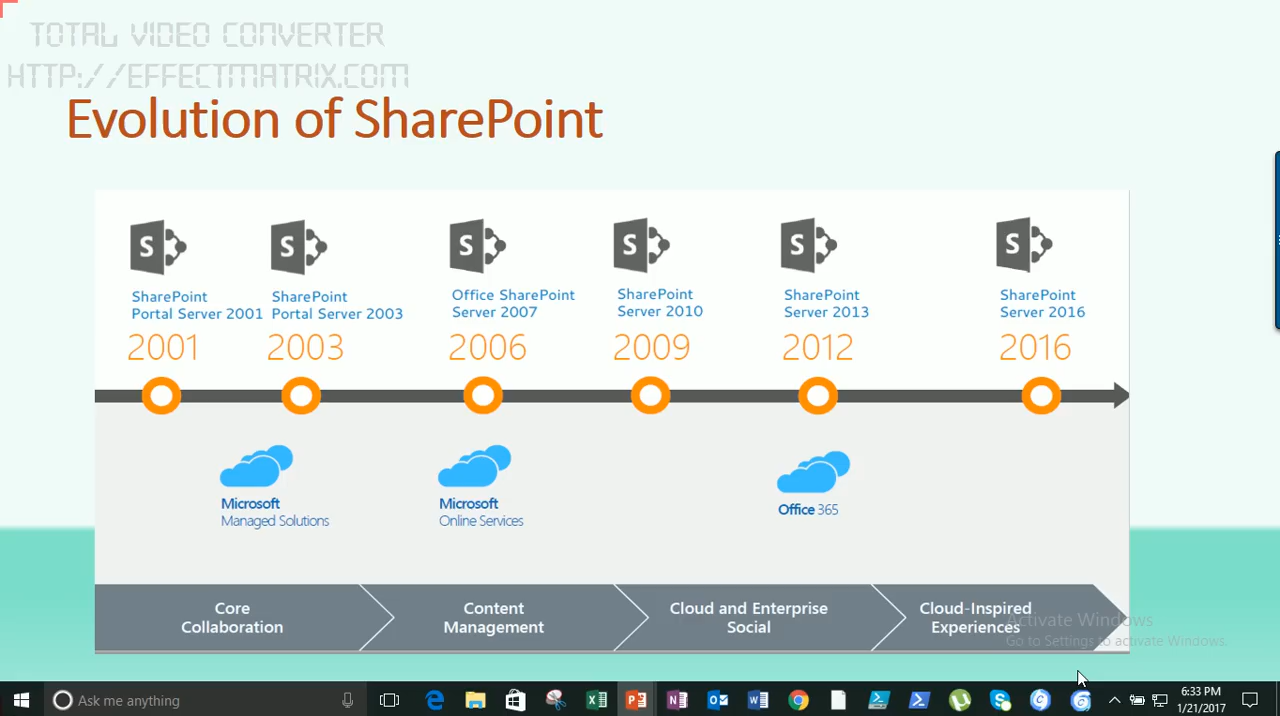 TOTAL VIDEO CONVERTER
HTTP://EFFECTMATRIX.COM
Evolution of SharePoint
S
S
S
S
S
S
SharePoint
Portal Server 2001
SharePoint
Portal Server 2003
Office SharePoint
Server 2007
SharePoint
Server 2010
SharePoint
Server 2013
SharePoint
Server 2016
2001
2003
2006
2009
2012
2016
Microsoft
Managed Solutions
Microsoft
Online Services
Office 365
Core
Collaboration
Content
Management
Cloud and Enterprise
Social
Cloud-Inspired
Experiences
Activate Windows
Go to Settings to activate Windows.
Ask me anything
6:33 PM
1/21/2017